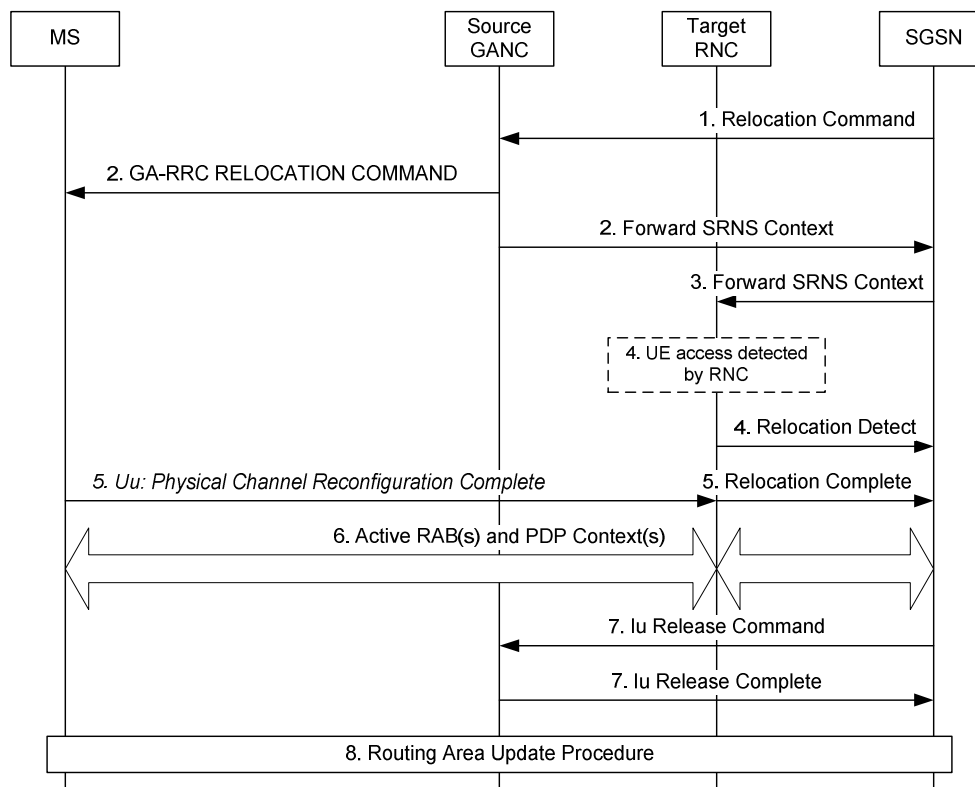 MS
Source
GANC
Target
RNC
SGSN
1. Relocation Command
2. GA-RRC RELOCATION COMMAND
2. Forward SRNS Context
3. Forward SRNS Context
4. UE access detected
by RNC
4. Relocation Detect
5. Uu: Physical Channel Reconfiguration Complete
5. Relocation Complete
6. Active RAB(s) and PDP Context(s)
7. Iu Release Command
7. Iu Release Complete
8. Routing Area Update Procedure